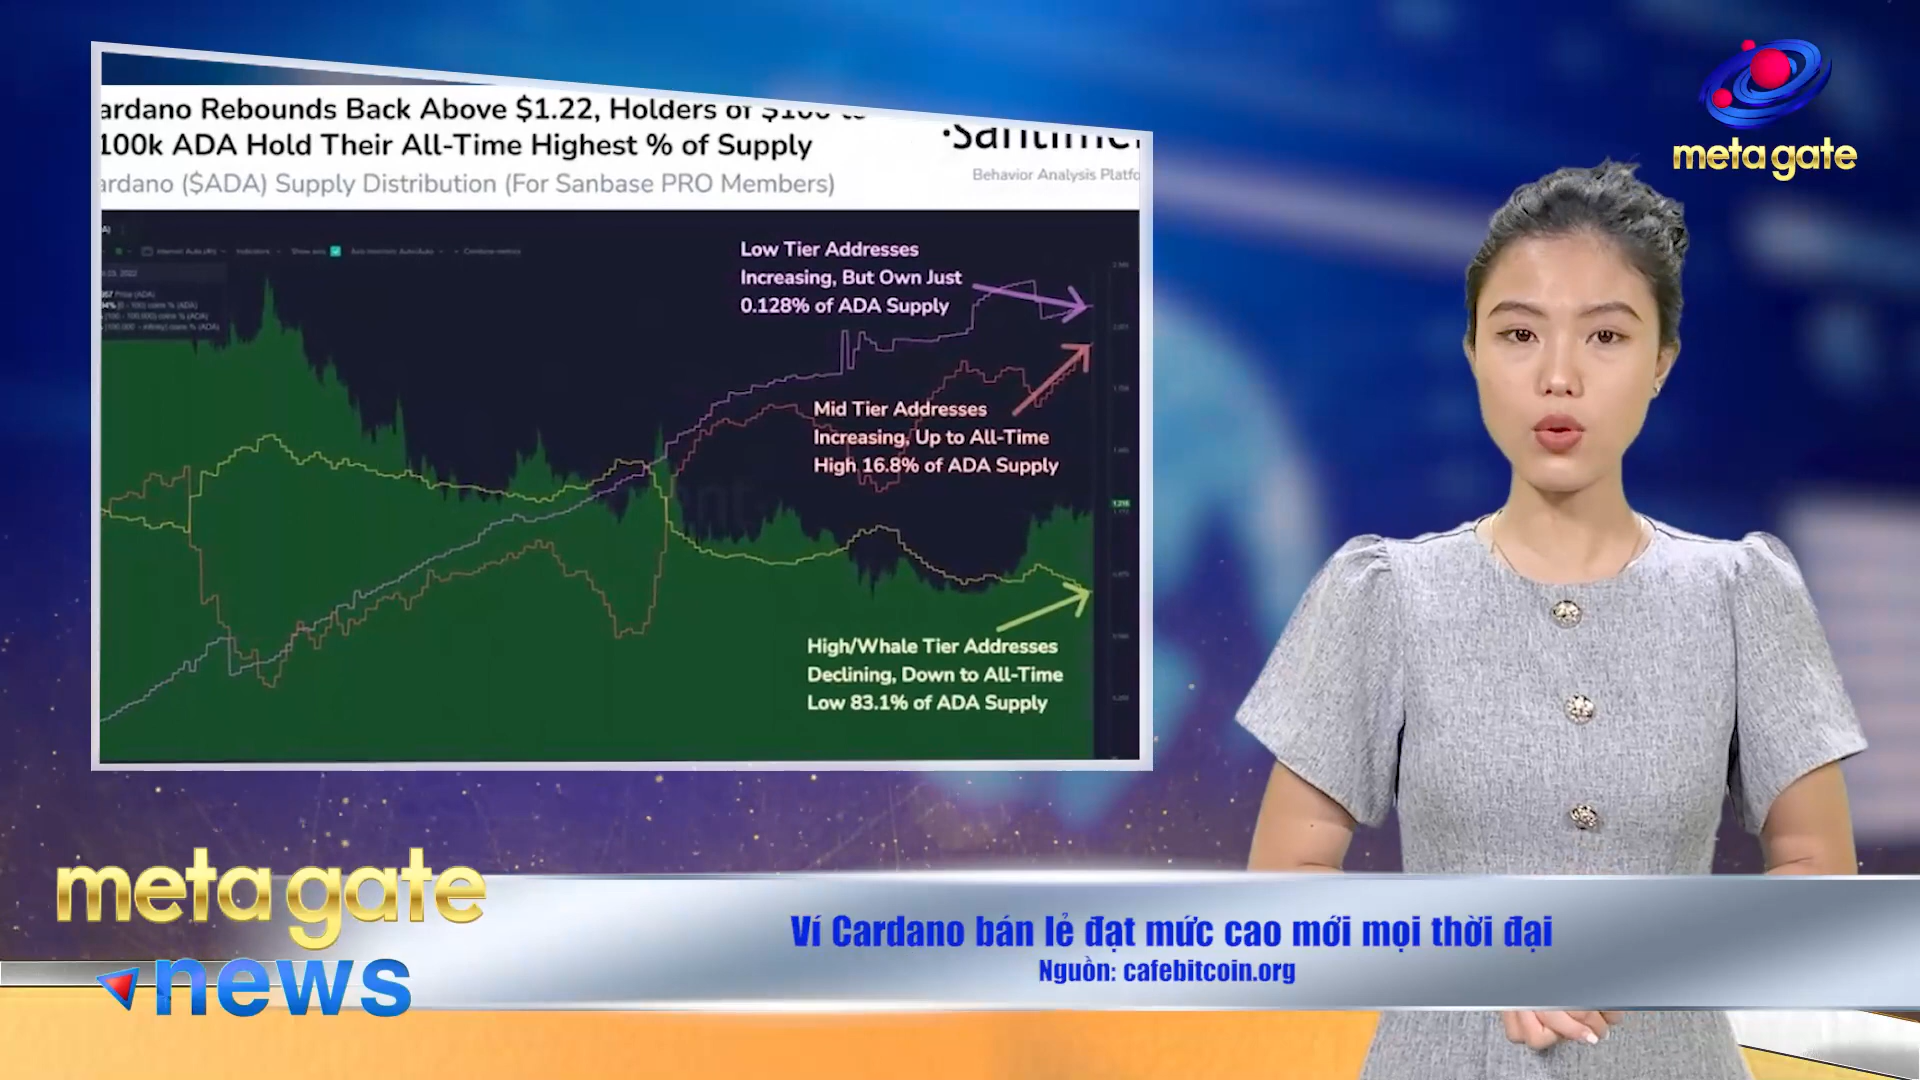 ardano Rebounds Back Above $1.22, Holders of $100 to
100k ADA Hold Their All-Time Highest % of Supply
ardano ($ADA) Supply Distribution (For Sanbase PRO Members)
santime
Behavior Analysis Platfo
meta gate
Low Tier Addresses
Increasing, But Own Just
0.128% of ADA Supply
Mid Tier Addresses
Increasing, Up to All-Time
High 16.8% of ADA Supply
High/Whale Tier Addresses
Declining, Down to All-Time
Low 83.1% of ADA Supply
meta gate
news
Ví Cardano bán lẻ đạt mức cao mới mọi thời đại
Nguồn: cafebitcoin.org